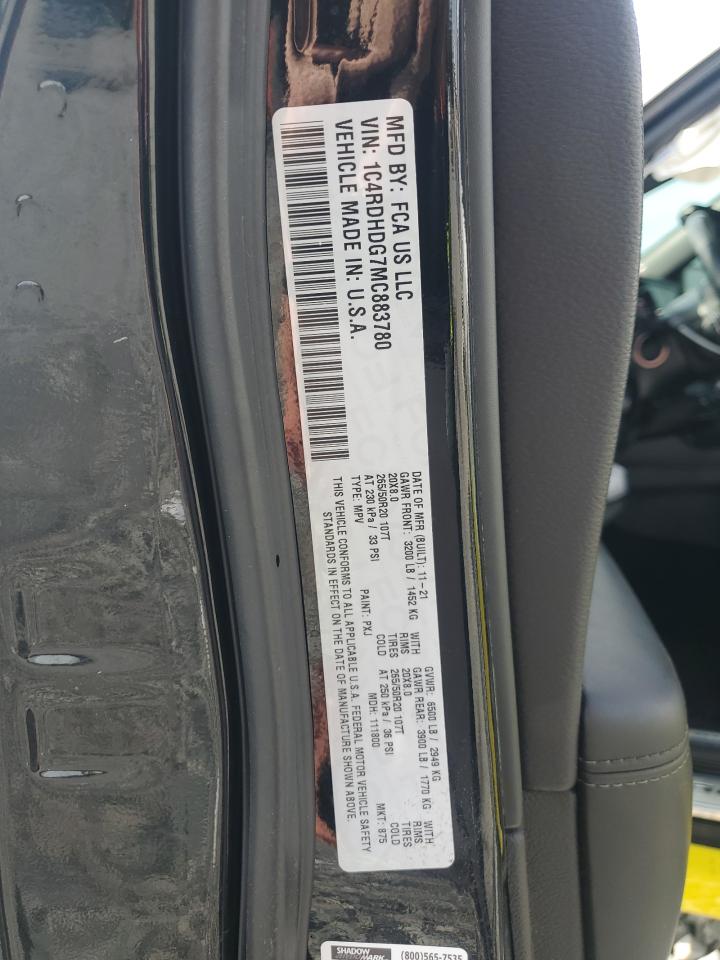 MFD BY: FCA US LLC
VIN: 1C4RDHDG7MC883780
VEHICLE MADE IN: U.S.A.
DATE OF MFR (BUILT): 11-21 GVWR: 6500 LB / 2949 KG
GAWR FRONT: 3200 LB / 1452 KG WITH GAWR REAR: 3900 LB / 1770 KG WITH
20X8.0 RIMS 20X8.0 RIMS
265/50R20 107T TIRES 265/50R20 107T TIRES
AT 230 kPa / 33 PSI COLD AT 250 kPa / 36 PSI COLD
TYPE: MPV PAINT: PXJ MDH: 111800 MKT: 875
THIS VEHICLE CONFORMS TO ALL APPLICABLE U.S.A. FEDERAL MOTOR VEHICLE SAFETY
STANDARDS IN EFFECT ON THE DATE OF MANUFACTURE SHOWN ABOVE.
SHADOW
MARK
(800)565-7535